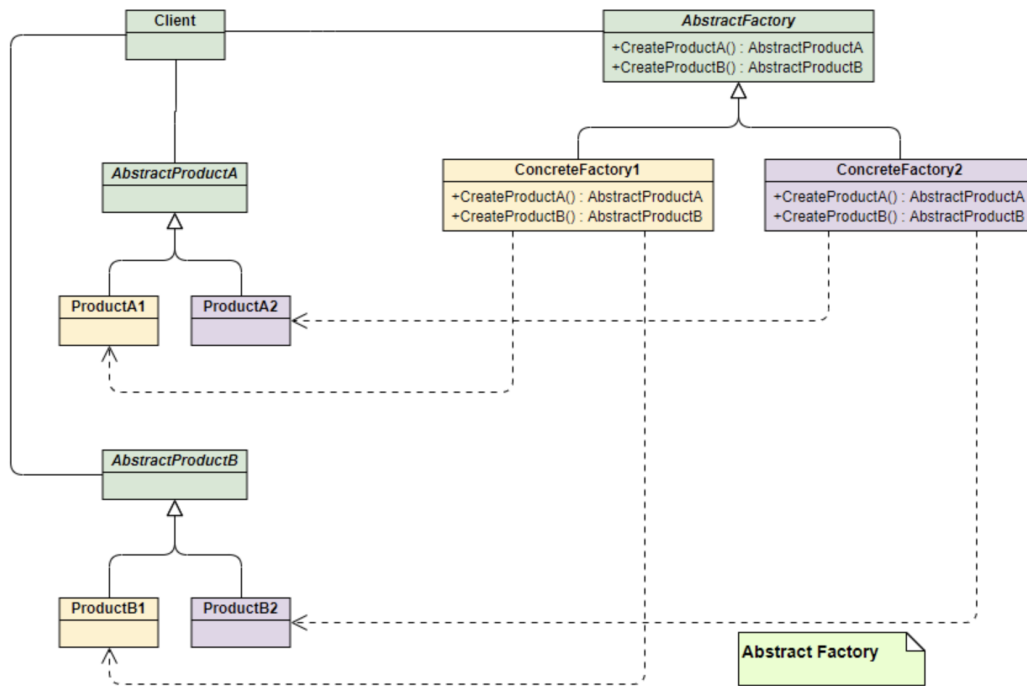 Client
AbstractFactory
+CreateProductA() : AbstractProductA
+CreateProductB() : AbstractProductB
AbstractProductA
ConcreteFactory1
+CreateProductA() : AbstractProductA
+CreateProductB() : AbstractProductB
ConcreteFactory2
+CreateProductA() : AbstractProductA
+CreateProductB() : AbstractProductB
ProductA1
ProductA2
AbstractProductB
ProductB1
ProductB2
Abstract Factory